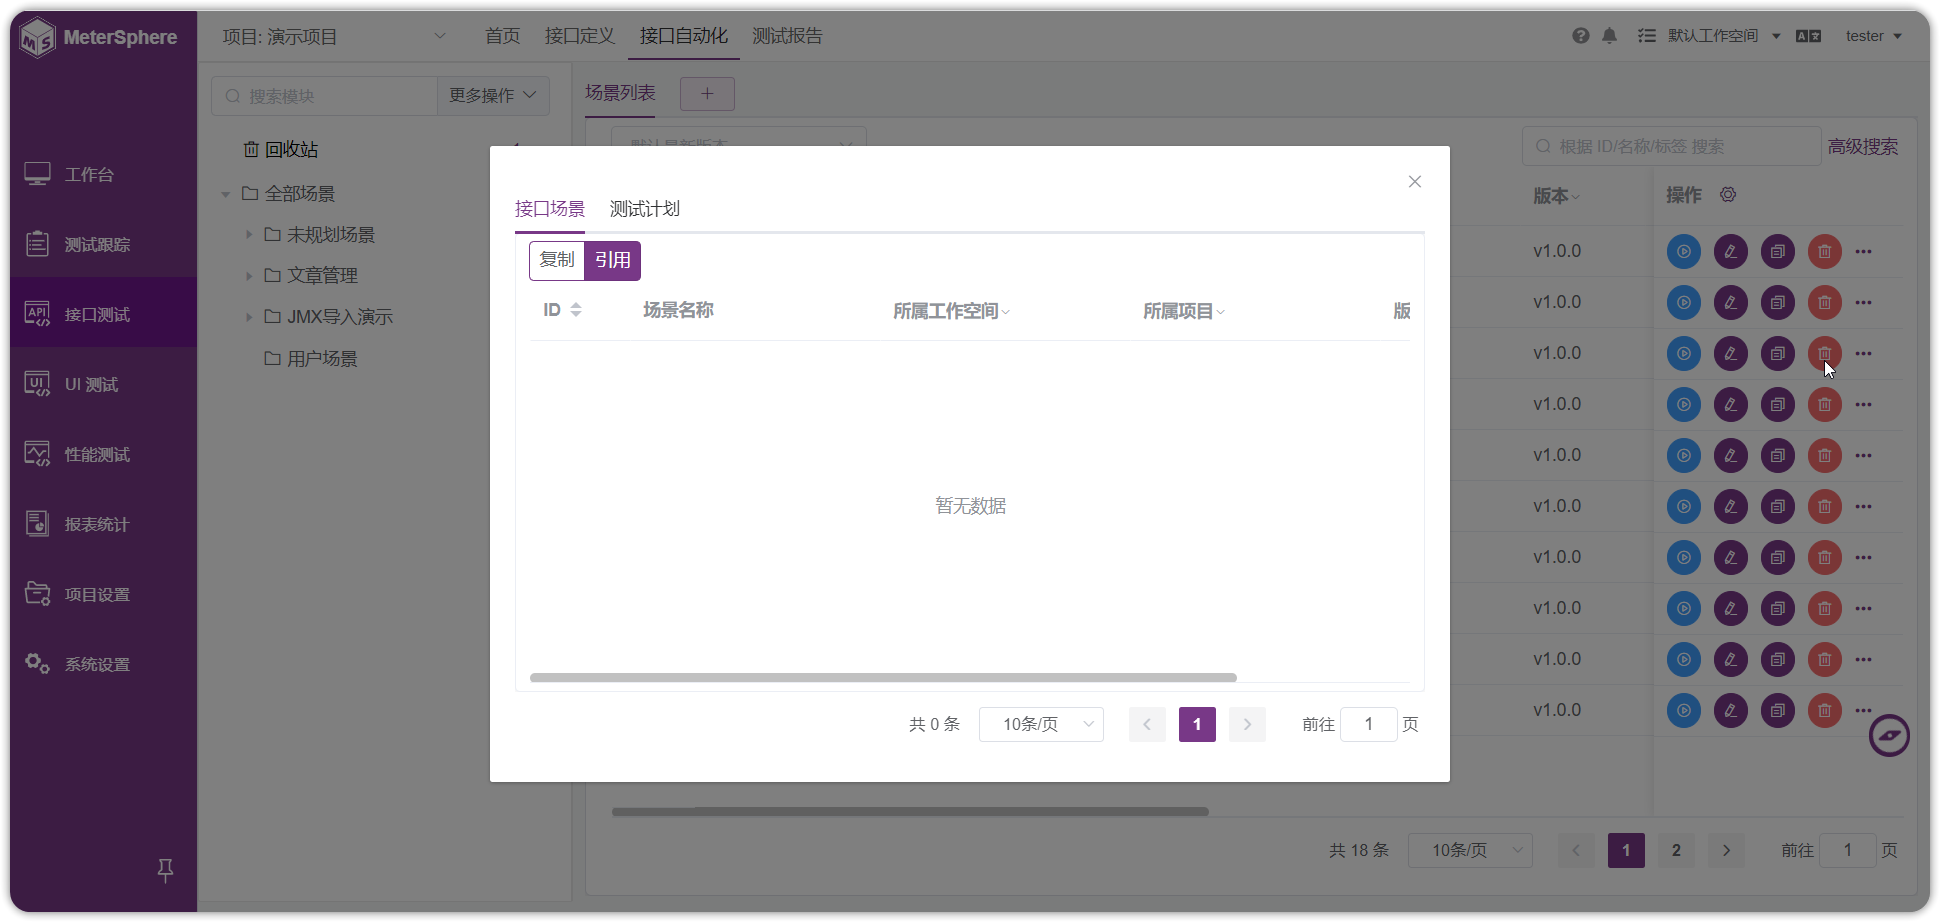 MeterSphere
项目: 演示项目
首页
接口定义
接口自动化
测试报告
默认工作空间
tester
工作台
测试跟踪
接口测试
UI 测试
性能测试
报表统计
项目设置
系统设置
搜索模块
更多操作
回收站
全部场景
未规划场景
文章管理
JMX导入演示
用户场景
场景列表
+
默认最新版本
根据 ID/名称/标签 搜索
高级搜索
版本
操作
v1.0.0
v1.0.0
v1.0.0
v1.0.0
v1.0.0
v1.0.0
v1.0.0
v1.0.0
v1.0.0
v1.0.0
接口场景
测试计划
复制
引用
ID
场景名称
所属工作空间
所属项目
版
暂无数据
共 0 条
10条/页
1
前往
1
页
共 18 条
10条/页
1
2
前往
1
页